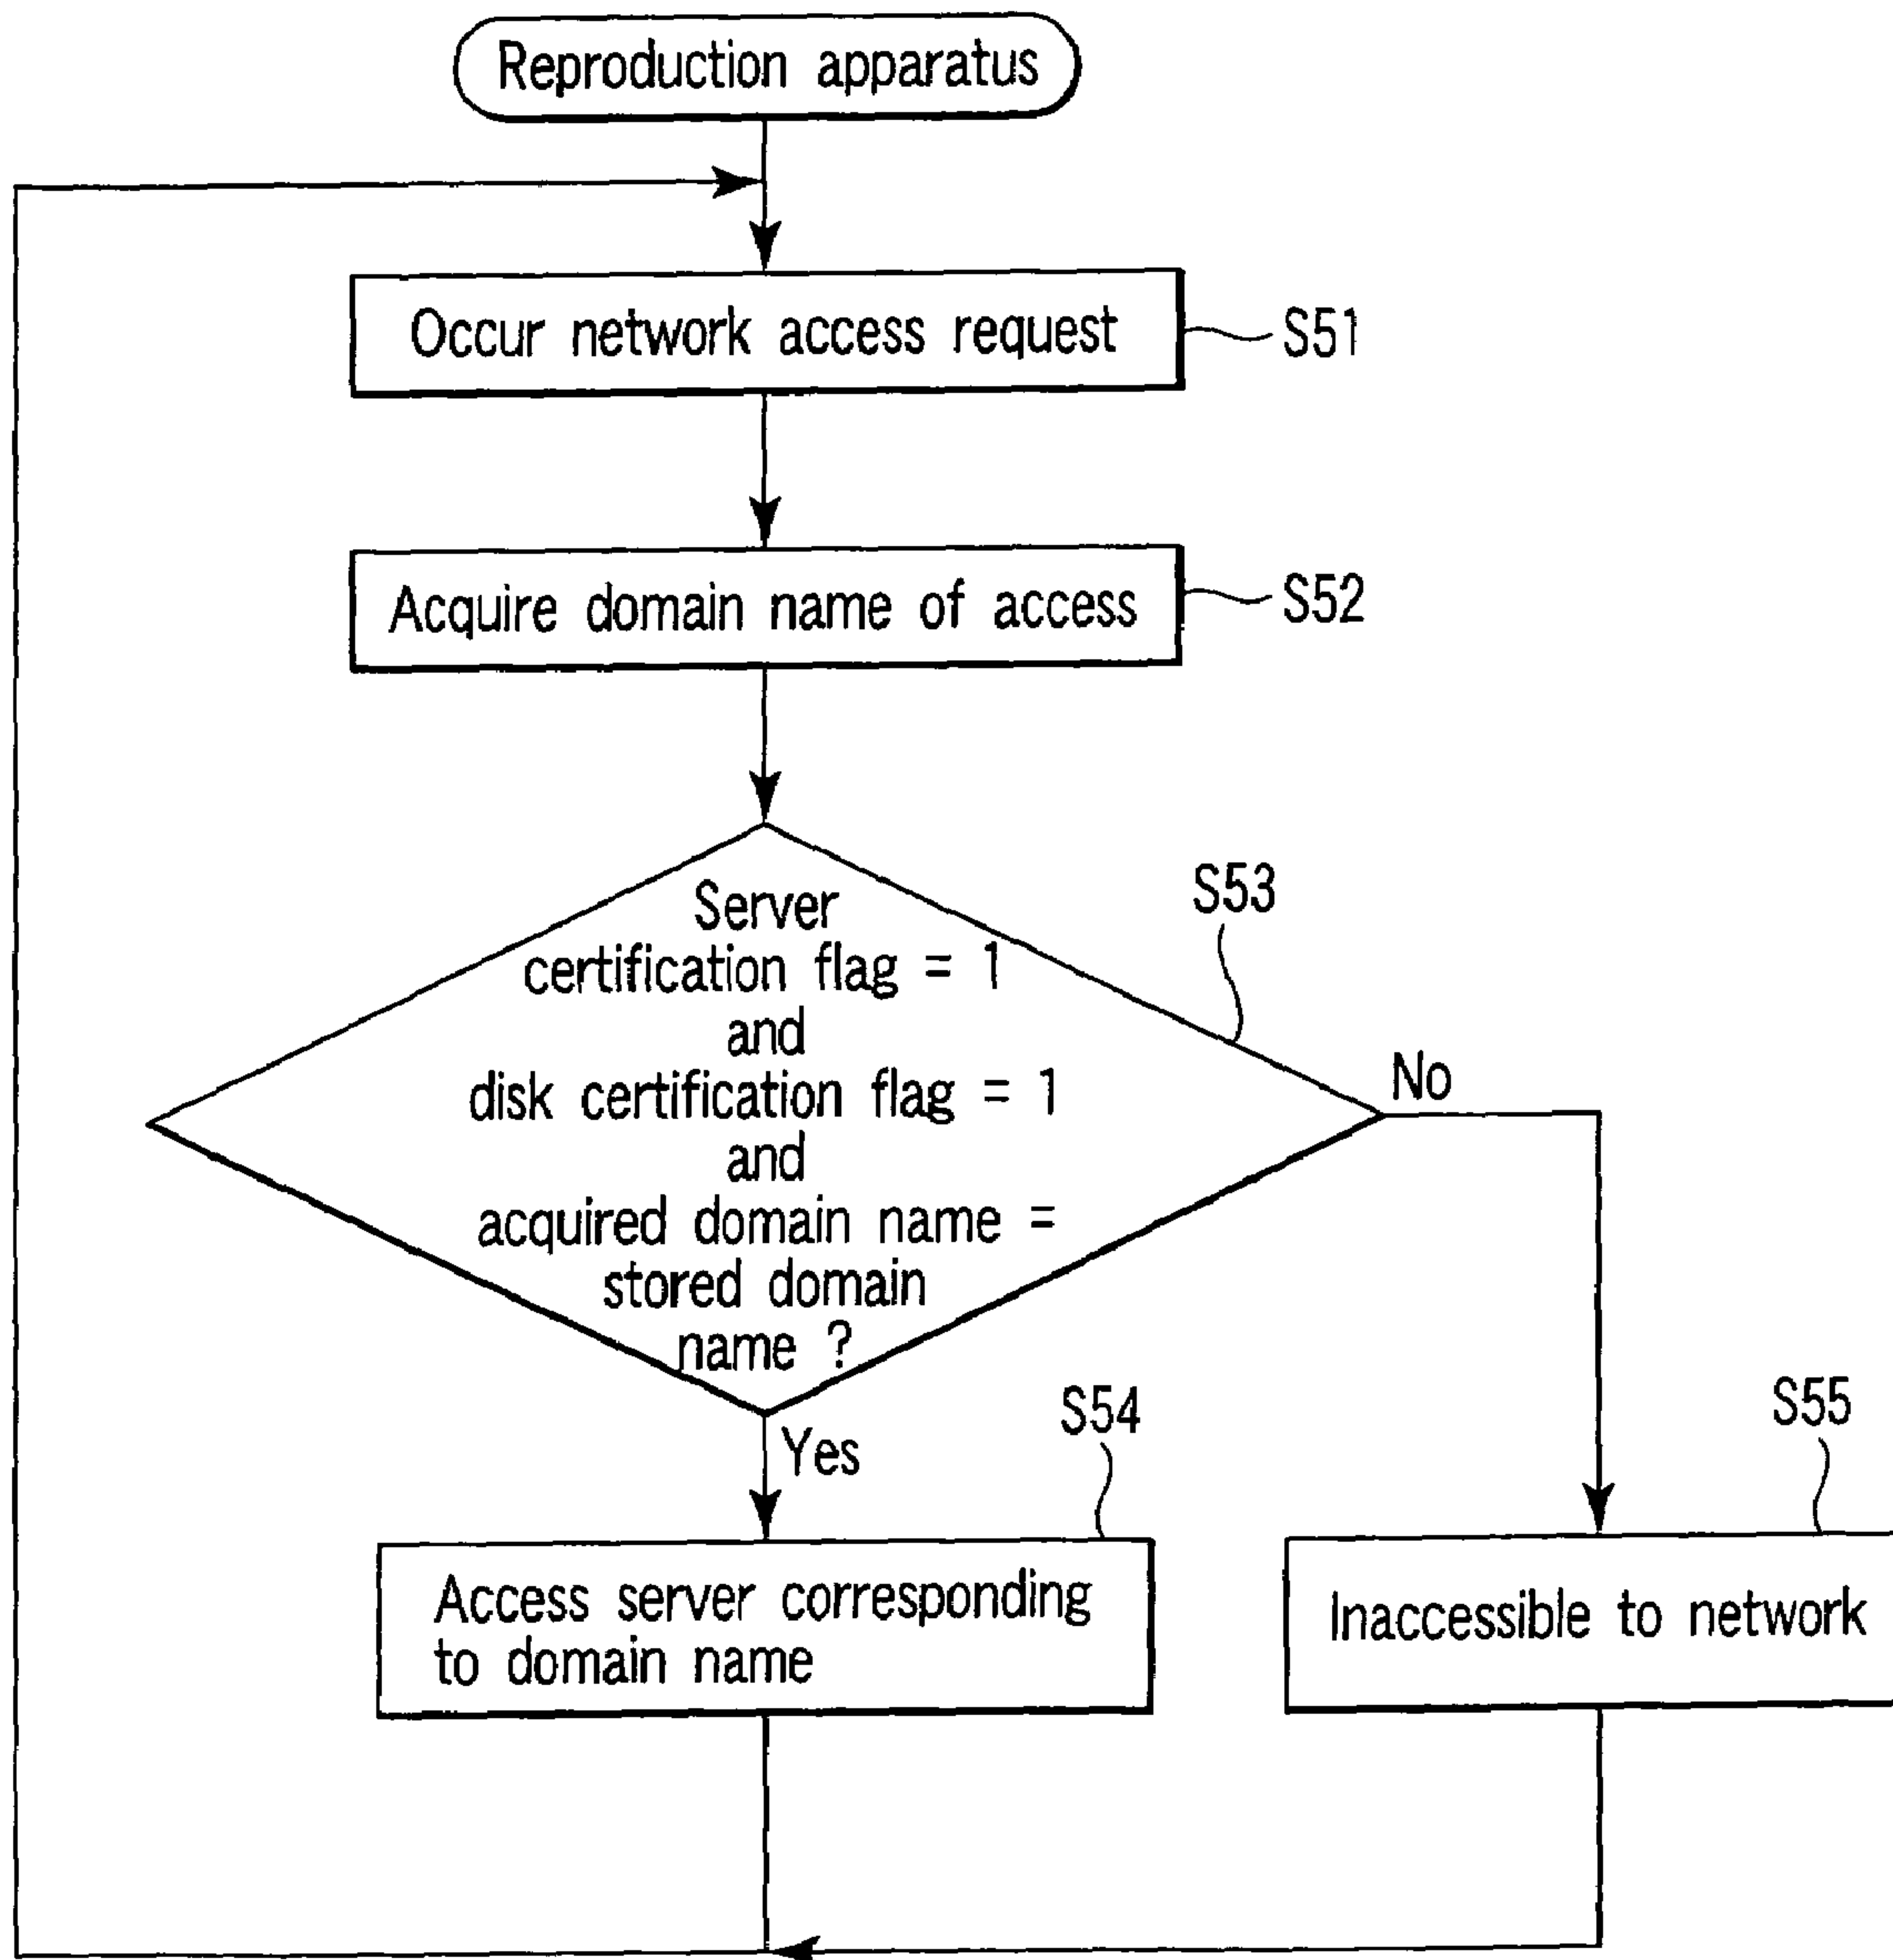 Reproduction apparatus
Occur network access request
S51
Acquire domain name of access
S52
Server
certification flag = 1
and
disk certification flag = 1
and
acquired domain name =
stored domain
name ?
S53
No
Yes
S54
Access server corresponding
to domain name
S55
Inaccessible to network